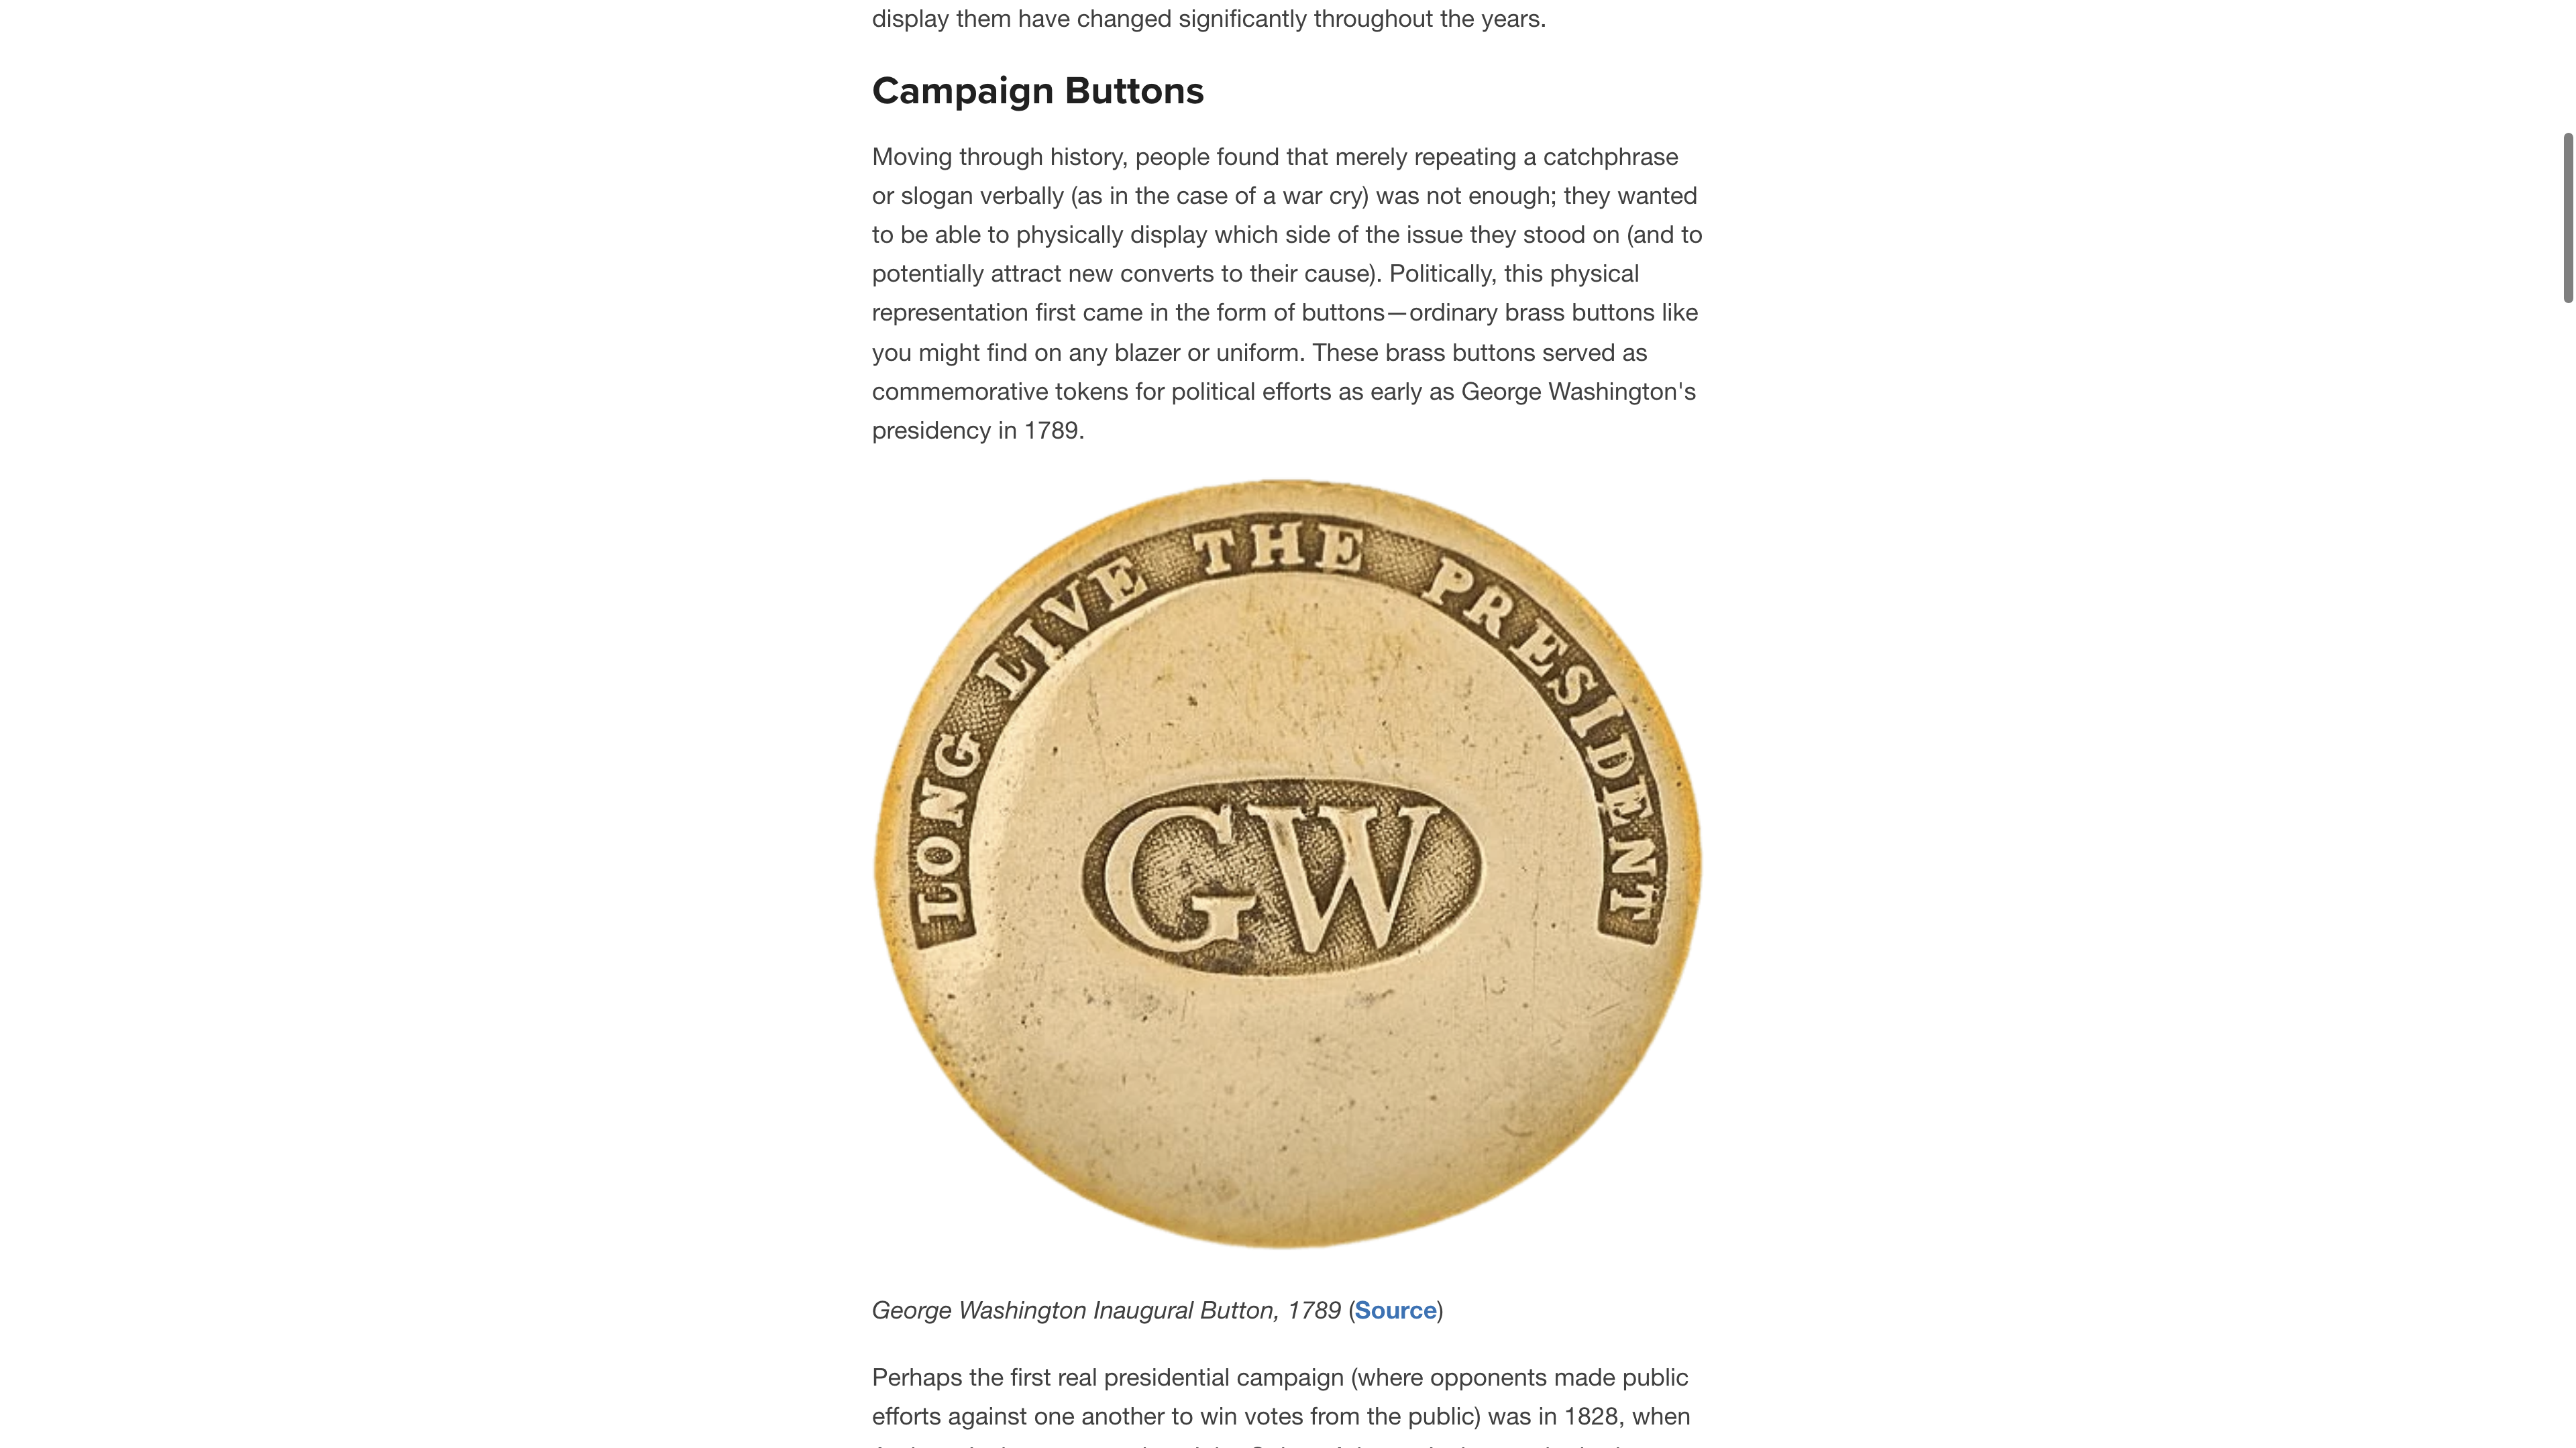 display them have changed significantly throughout the years.
Campaign Buttons
Moving through history, people found that merely repeating a catchphrase
or slogan verbally (as in the case of a war cry) was not enough; they wanted
to be able to physically display which side of the issue they stood on (and to
potentially attract new converts to their cause). Politically, this physical
representation first came in the form of buttons—ordinary brass buttons like
you might find on any blazer or uniform. These brass buttons served as
commemorative tokens for political efforts as early as George Washington's
presidency in 1789.
LONG LIVE THE PRESIDENT
GW
George Washington Inaugural Button, 1789 (Source)
Perhaps the first real presidential campaign (where opponents made public
efforts against one another to win votes from the public) was in 1828, when